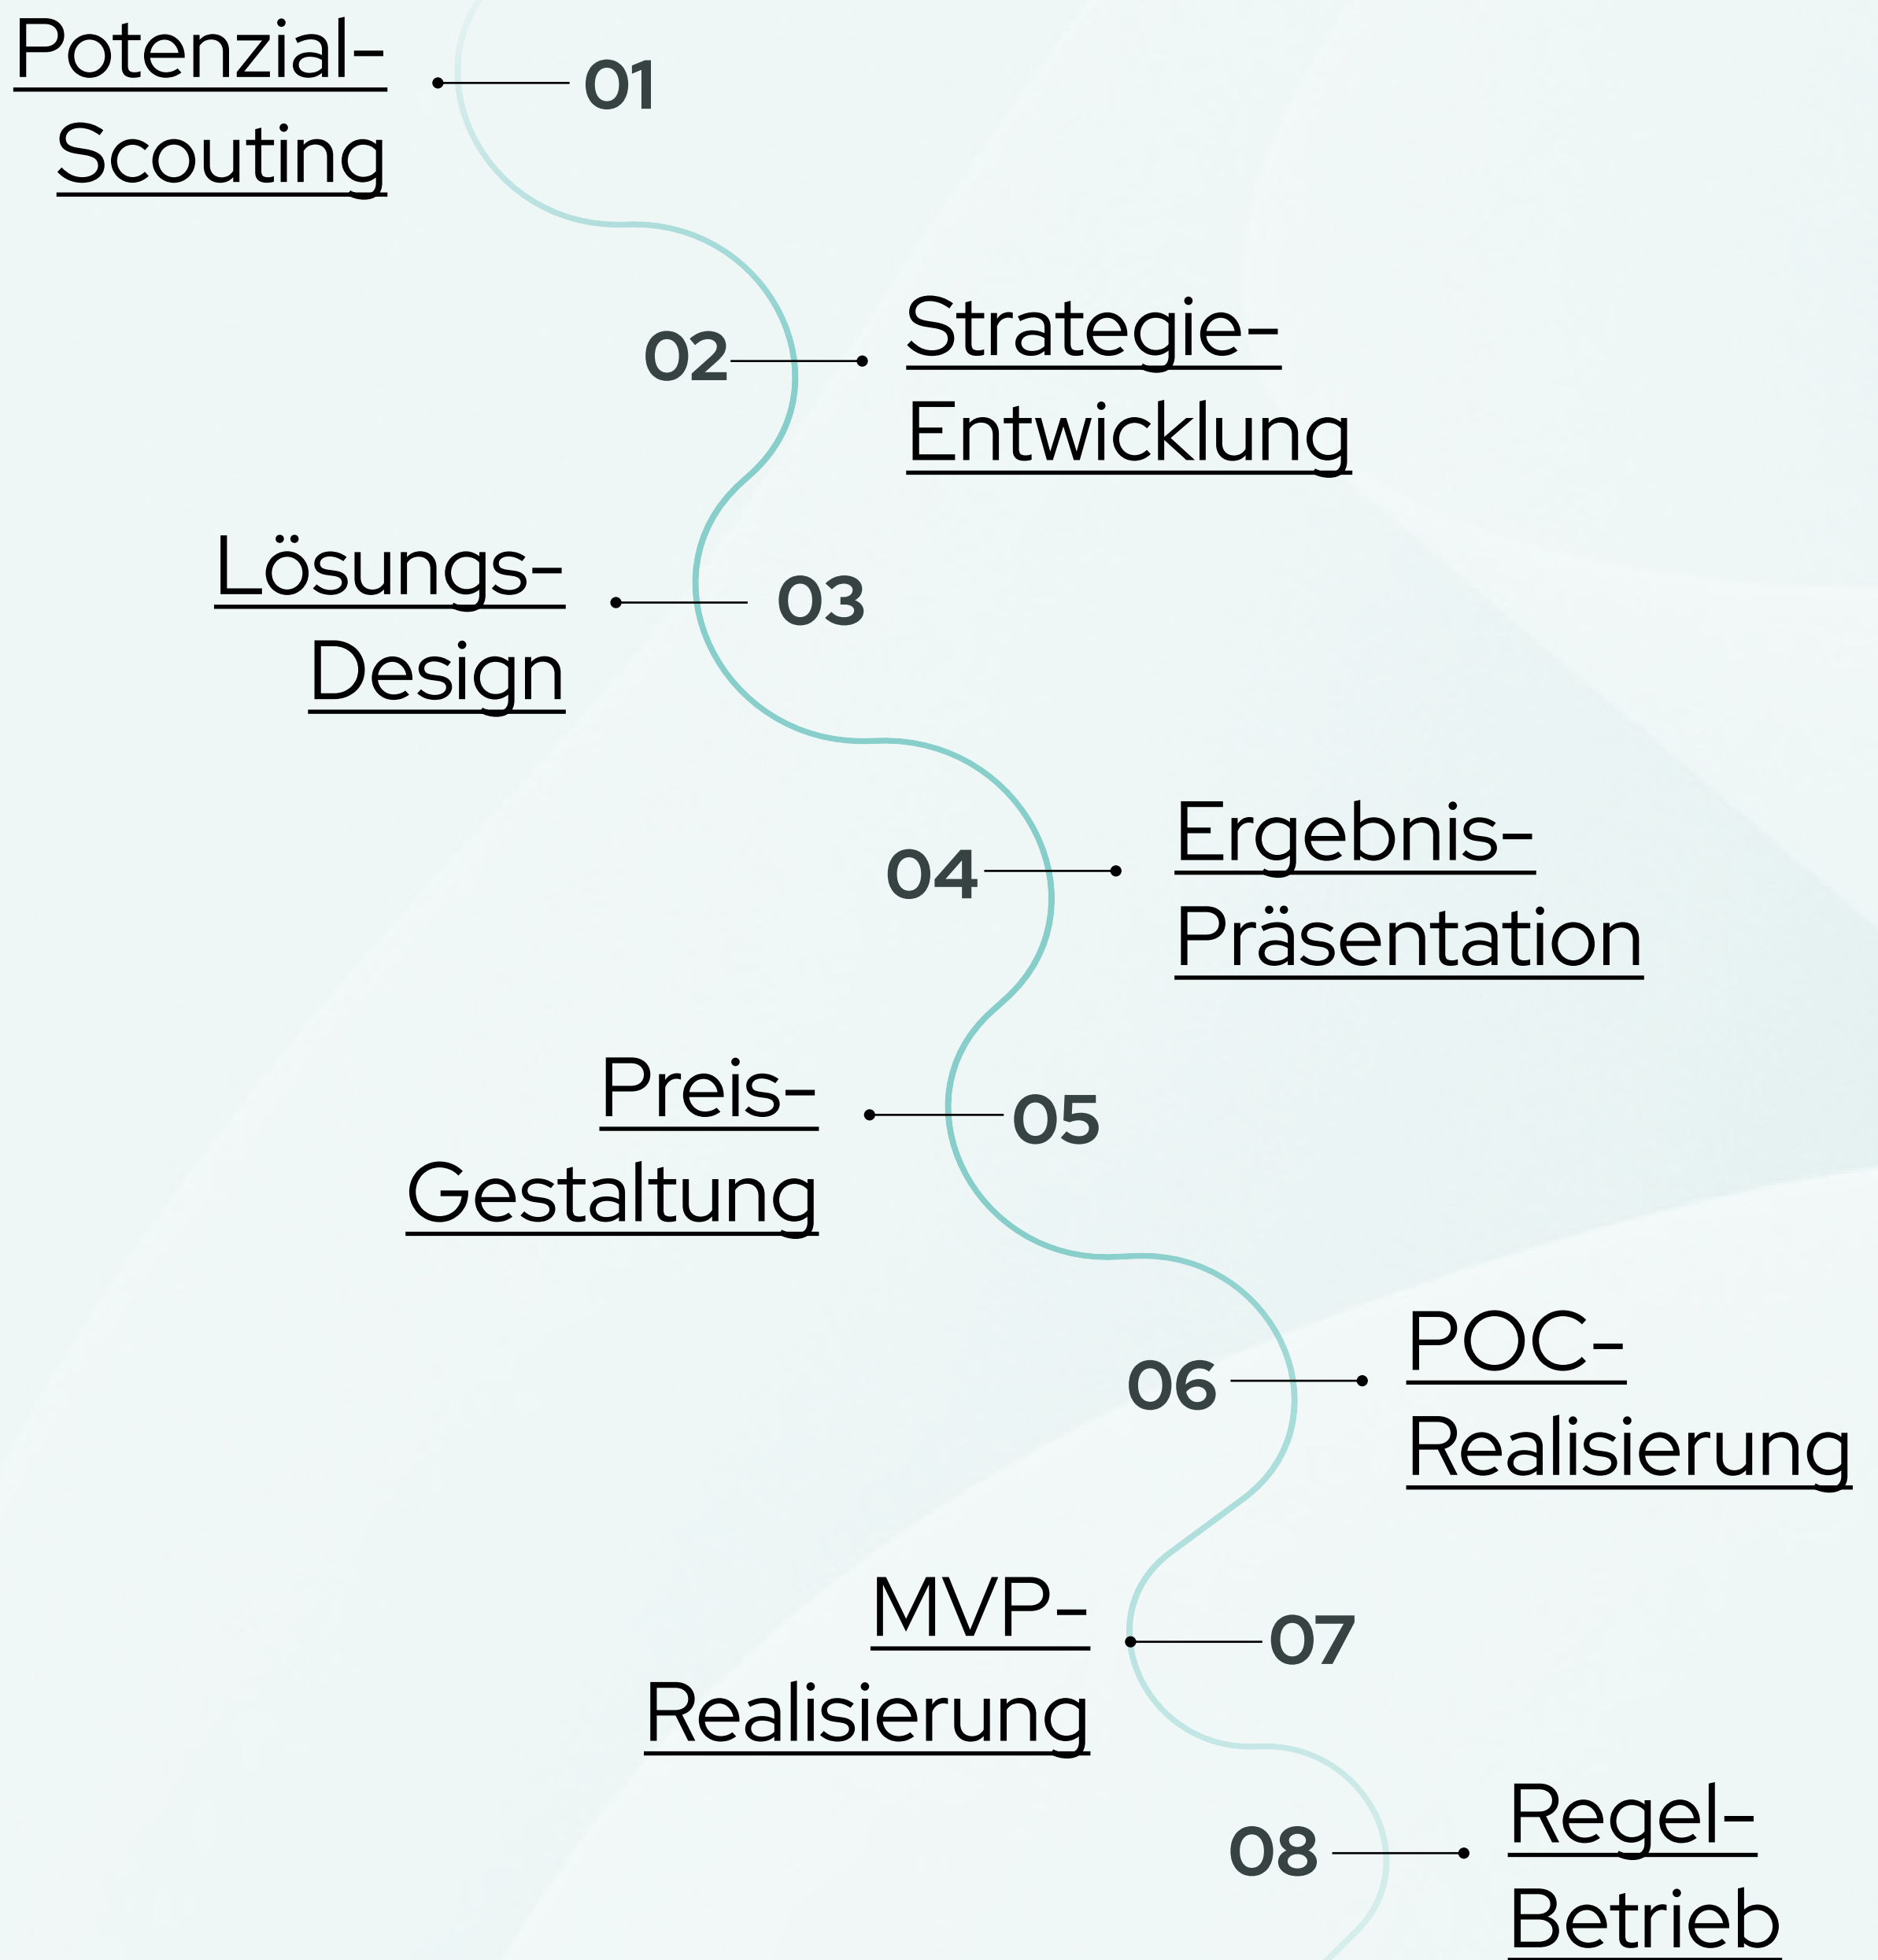 Potenzial-
Scouting
01
02
Strategie-
Entwicklung
Lösungs-
Design
03
04
Ergebnis-
Präsentation
Preis-
Gestaltung
05
06
POC-
Realisierung
MVP-
Realisierung
07
08
Regel-
Betrieb